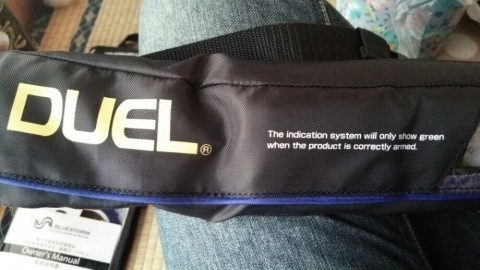 DUEL®
The indication system will only show green
when the product is correctly armed.
BLUESTORM
Owner's Manual